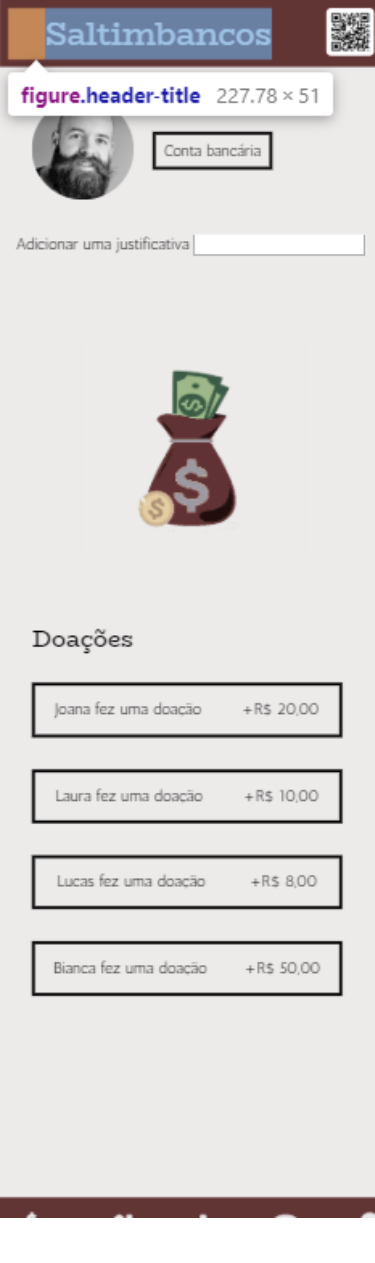 Saltimbancos
figure.header-title 227.78 × 51
Conta bancária
Adicionar uma justificativa
$
$
Doações
Joana fez uma doação +R$ 20,00
Laura fez uma doação +R$ 10,00
Lucas fez uma doação +R$ 8,00
Bianca fez uma doação +R$ 50,00